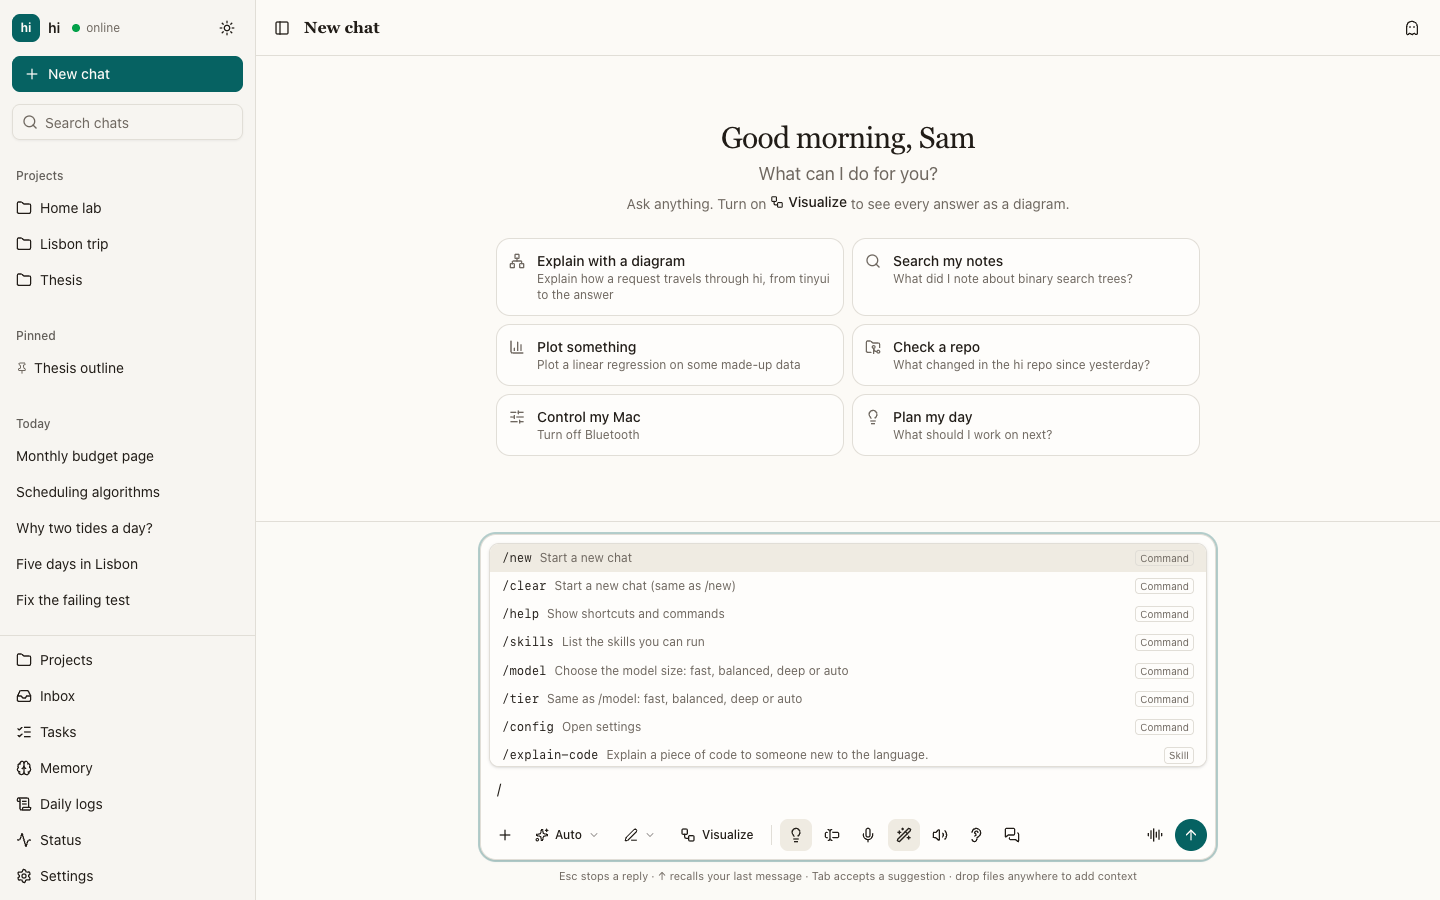 hi hi online
New chat
Search chats
Projects
Home lab
Lisbon trip
Thesis
Pinned
Thesis outline
Today
Monthly budget page
Scheduling algorithms
Why two tides a day?
Five days in Lisbon
Fix the failing test
Projects
Inbox
Tasks
Memory
Daily logs
Status
Settings
New chat
Good morning, Sam
What can I do for you?
Ask anything. Turn on Visualize to see every answer as a diagram.
Explain with a diagram
Explain how a request travels through hi, from tinyui
to the answer
Search my notes
What did I note about binary search trees?
Plot something
Plot a linear regression on some made-up data
Check a repo
What changed in the hi repo since yesterday?
Control my Mac
Turn off Bluetooth
Plan my day
What should I work on next?
/new Start a new chat Command
/clear Start a new chat (same as /new) Command
/help Show shortcuts and commands Command
/skills List the skills you can run Command
/model Choose the model size: fast, balanced, deep or auto Command
/tier Same as /model: fast, balanced, deep or auto Command
/config Open settings Command
/explain-code Explain a piece of code to someone new to the language. Skill
/
Auto Visualize
Esc stops a reply · ↑ recalls your last message · Tab accepts a suggestion · drop files anywhere to add context